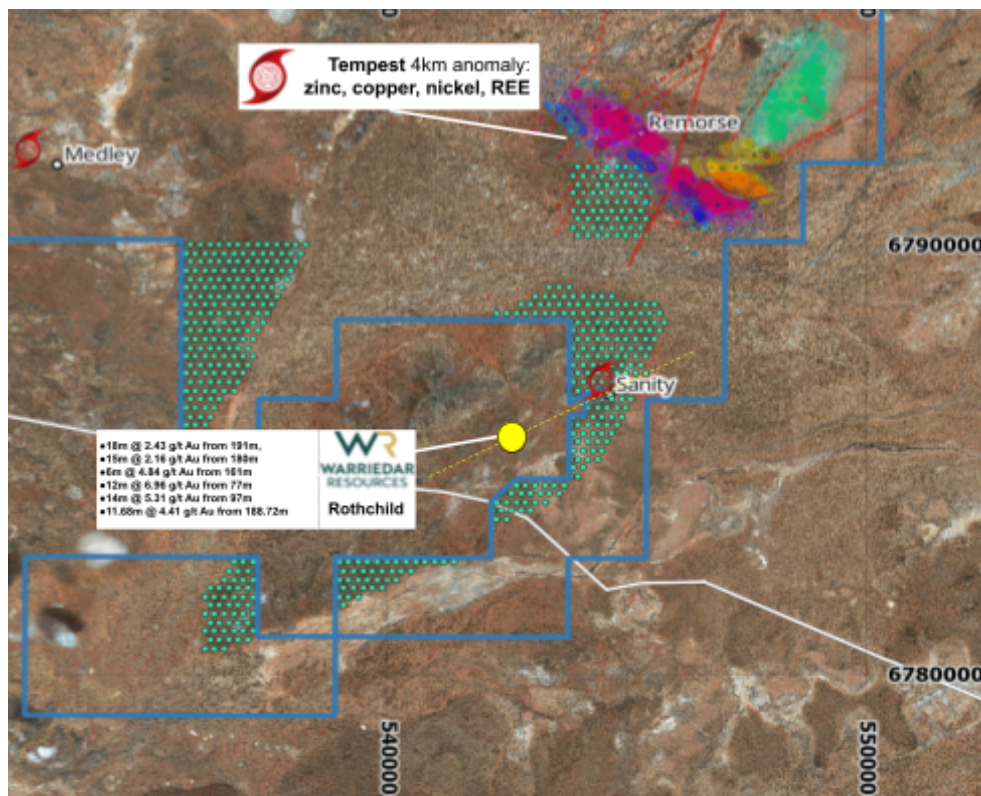 Tempest 4km anomaly:
zinc, copper, nickel, REE
Remorse
Medley
6790000
Sanity
•18m @ 2.43 g/t Au from 191m,
•15m @ 2.16 g/t Au from 180m
•6m @ 4.84 g/t Au from 161m
•12m @ 6.96 g/t Au from 77m
•14m @ 5.31 g/t Au from 97m
•11.68m @ 4.41 g/t Au from 188.72m
WR
WARRIEDAR
RESOURCES
Rothchild
6780000
540000
550000
0
0